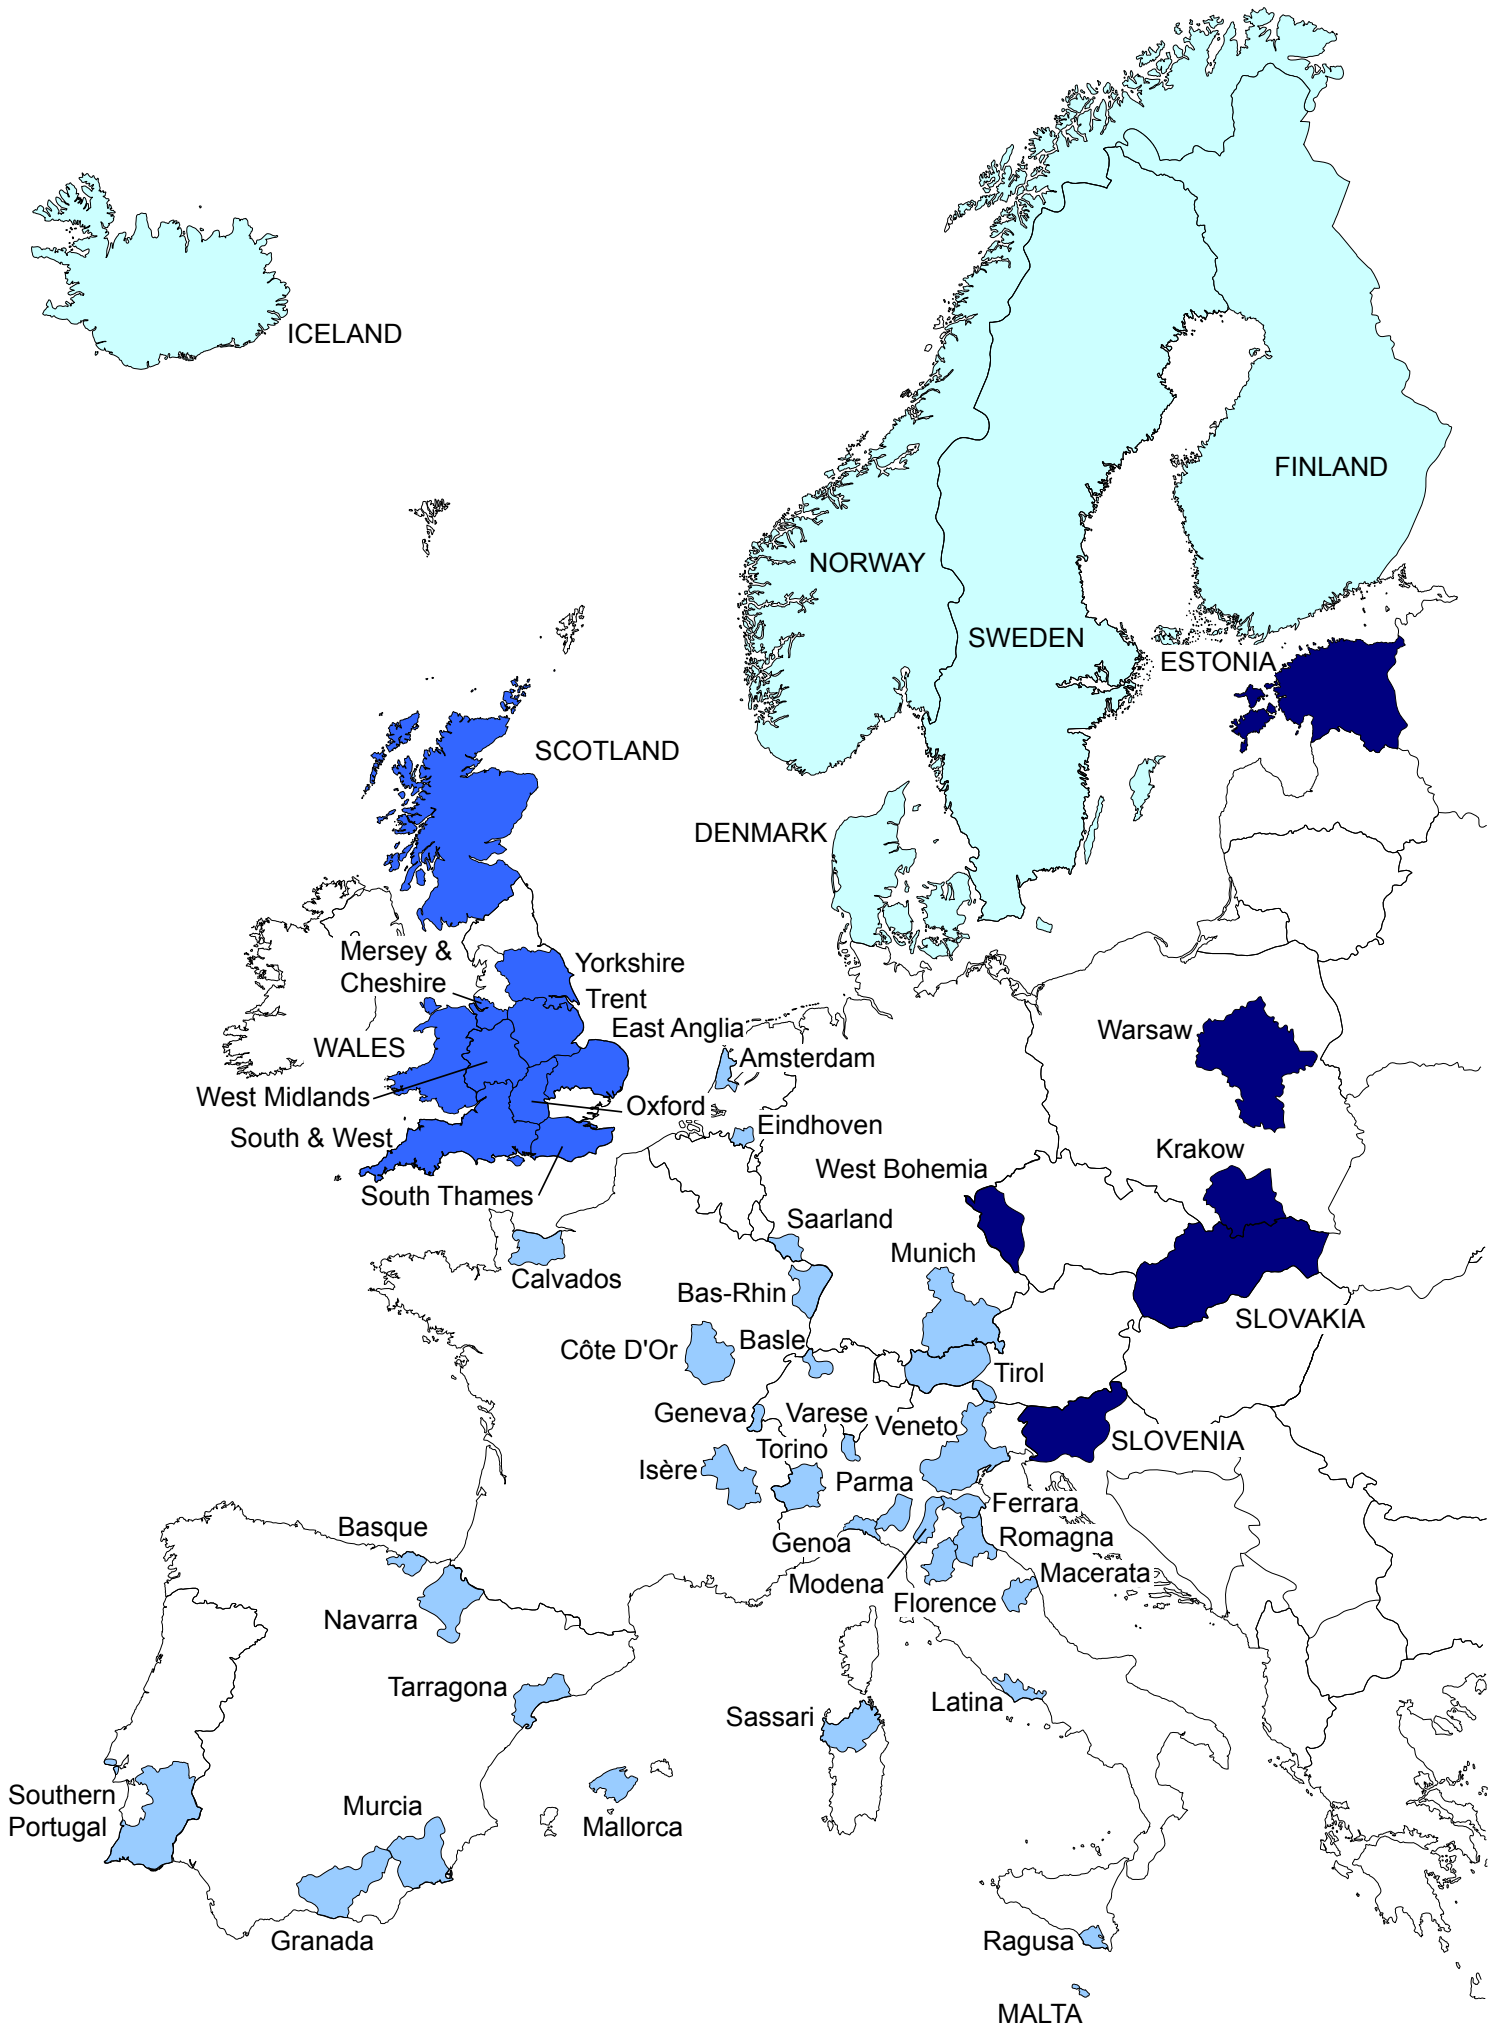 ICELAND
FINLAND
NORWAY
SWEDEN
ESTONIA
SCOTLAND
DENMARK
Mersey &
Cheshire
Yorkshire
Trent
East Anglia
WALES
Amsterdam
Warsaw
West Midlands
Oxford
Eindhoven
South & West
Krakow
West Bohemia
South Thames
Saarland
Munich
Calvados
Bas-Rhin
SLOVAKIA
Côte D'Or
Basle
Tirol
Geneva
Varese
Veneto
SLOVENIA
Torino
Isère
Parma
Ferrara
Basque
Genoa
Romagna
Modena
Macerata
Florence
Navarra
Tarragona
Latina
Sassari
Southern
Portugal
Murcia
Mallorca
Granada
Ragusa
MALTA